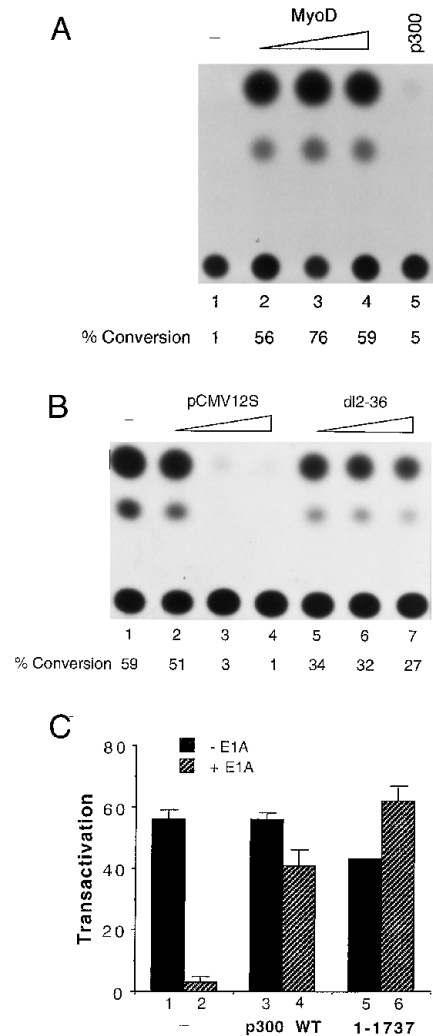 A
MyoD
– p300
1 2 3 4 5
% Conversion 1 56 76 59 5
B
– pCMV12S dl2-36
1 2 3 4 5 6 7
% Conversion 59 51 3 1 34 32 27
C
- E1A
+ E1A
80
60
40
20
0
Transactivation
1 2 3 4 5 6
– p300 WT 1-1737